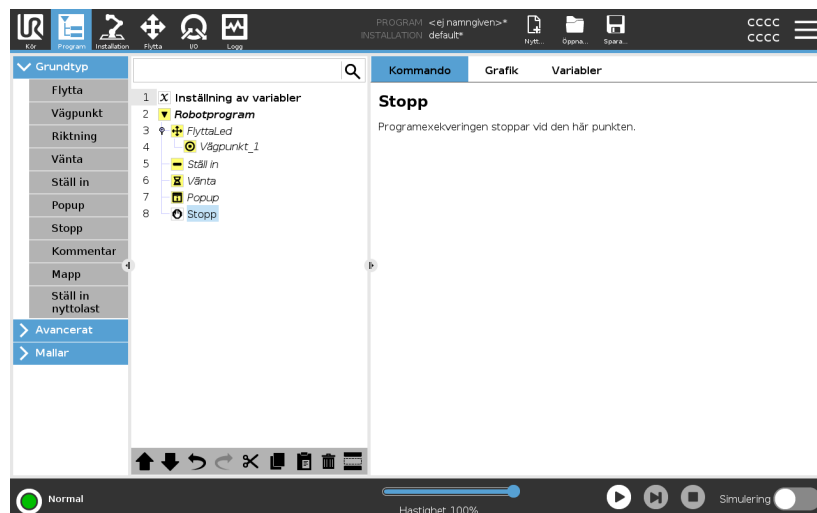 PROGRAM <ej namngiven>*
INSTALLATION default*
CCCC
CCCC
Kör
Program
Installation
Flytta
I/O
Logg
Nytt...
Öppna...
Spara...
Grundtyp
Flytta
Vägpunkt
Riktning
Vänta
Ställ in
Popup
Stopp
Kommentar
Mapp
Ställ in
nyttolast
Avancerat
Mallar
1 X Inställning av variabler
2 Robotprogram
3 FlyttaLed
4 Vägpunkt_1
5 Ställ in
6 Vänta
7 Popup
8 Stopp
Kommando
Grafik
Variabler
Stopp
Programexekveringen stoppar vid den här punkten.
Normal
Hastighet 100%
Simulering